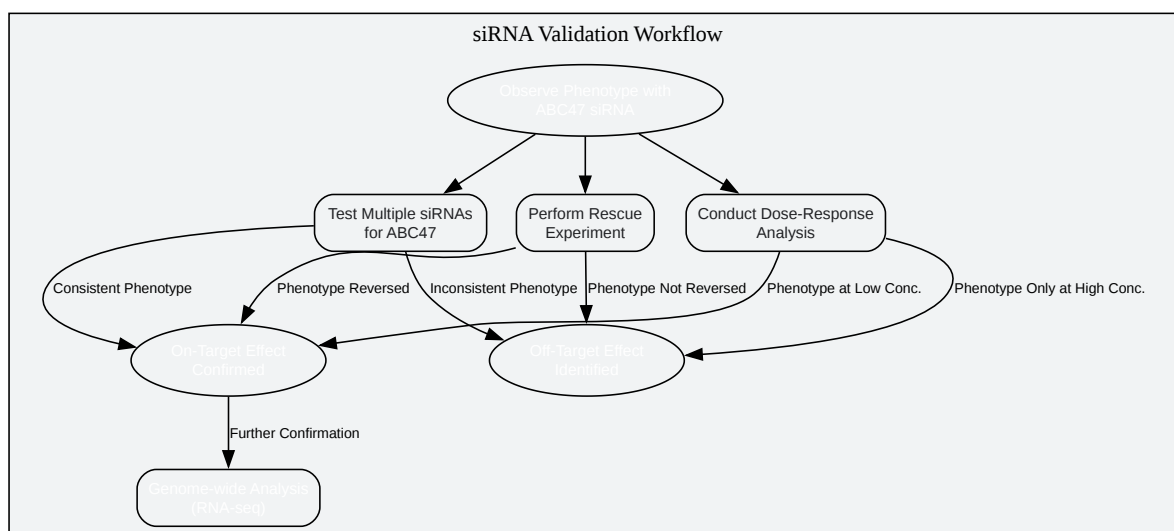 siRNA Validation Workflow
Observe Phenotype with
ABC47 siRNA
Test Multiple siRNAs
for ABC47
Perform Rescue
Experiment
Conduct Dose-Response
Analysis
Consistent Phenotype
Phenotype Reversed
Inconsistent Phenotype
Phenotype Not Reversed
Phenotype at Low Conc.
Phenotype Only at High Conc.
On-Target Effect
Confirmed
Off-Target Effect
Identified
Further Confirmation
Genome-wide Analysis
(RNA-seq)